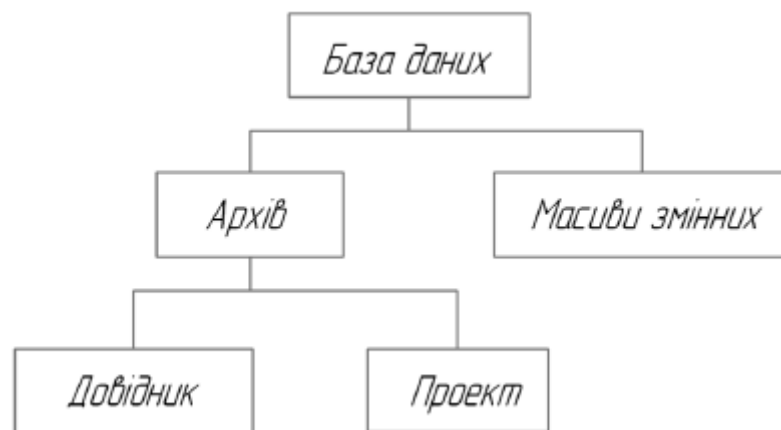 База даних
Архів
Масиви змінних
Довідник
Проект